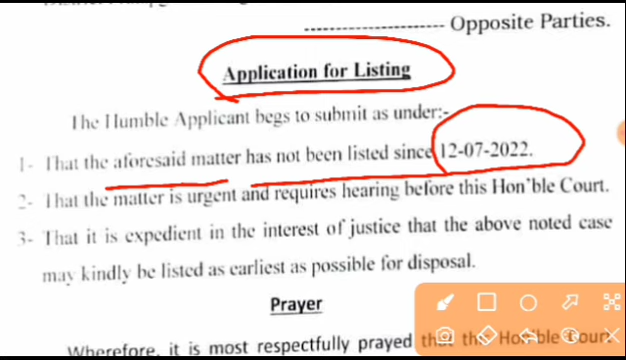 ---------------------- Opposite Parties.
Application for Listing
The Humble Applicant begs to submit as under:-
1- That the aforesaid matter has not been listed since 12-07-2022.
2- That the matter is urgent and requires hearing before this Hon'ble Court.
3- That it is expedient in the interest of justice that the above noted case
may kindly be listed as earliest as possible for disposal.
Prayer
Wherefore, it is most respectfully prayed that this Hon'ble Court